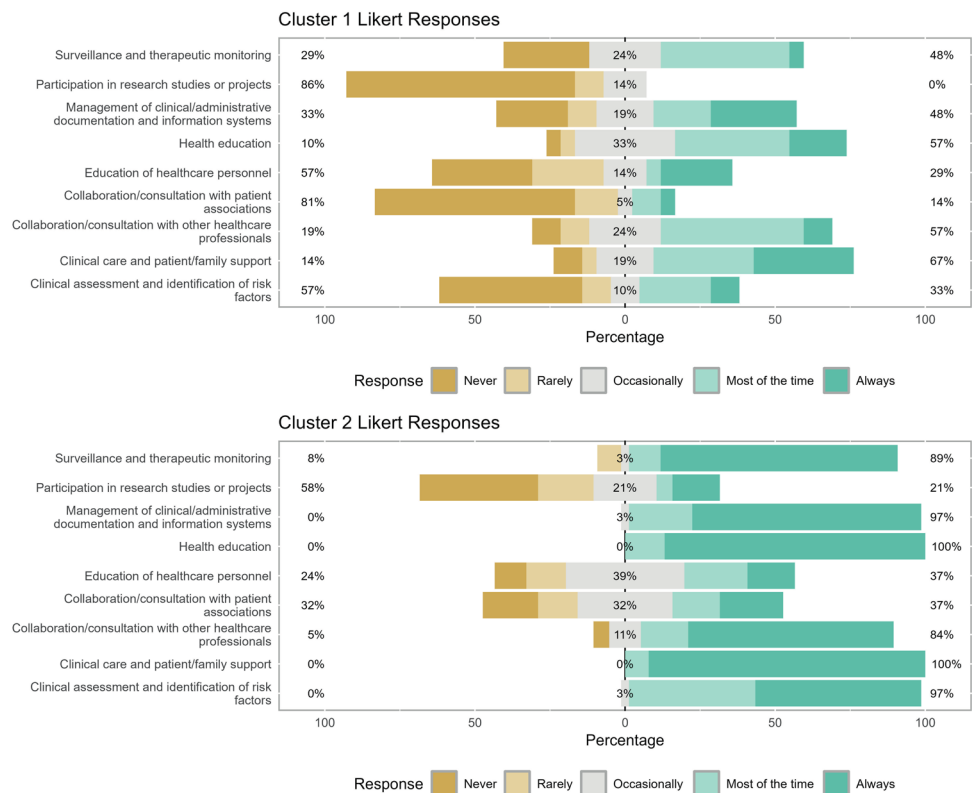 Cluster 1 Likert Responses
Surveillance and therapeutic monitoring 29% 24% 48%
Participation in research studies or projects 86% 14% 0%
Management of clinical/administrative
documentation and information systems 33% 19% 48%
Health education 10% 33% 57%
Education of healthcare personnel 57% 14% 29%
Collaboration/consultation with patient
associations 81% 5% 14%
Collaboration/consultation with other healthcare
professionals 19% 24% 57%
Clinical care and patient/family support 14% 19% 67%
Clinical assessment and identification of risk
factors 57% 10% 33%
100 50 0 50 100
Percentage
Response Never Rarely Occasionally Most of the time Always
Cluster 2 Likert Responses
Surveillance and therapeutic monitoring 8% 3% 89%
Participation in research studies or projects 58% 21% 21%
Management of clinical/administrative
documentation and information systems 0% 3% 97%
Health education 0% 0% 100%
Education of healthcare personnel 24% 39% 37%
Collaboration/consultation with patient
associations 32% 32% 37%
Collaboration/consultation with other healthcare
professionals 5% 11% 84%
Clinical care and patient/family support 0% 0% 100%
Clinical assessment and identification of risk
factors 0% 3% 97%
100 50 0 50 100
Percentage
Response Never Rarely Occasionally Most of the time Always